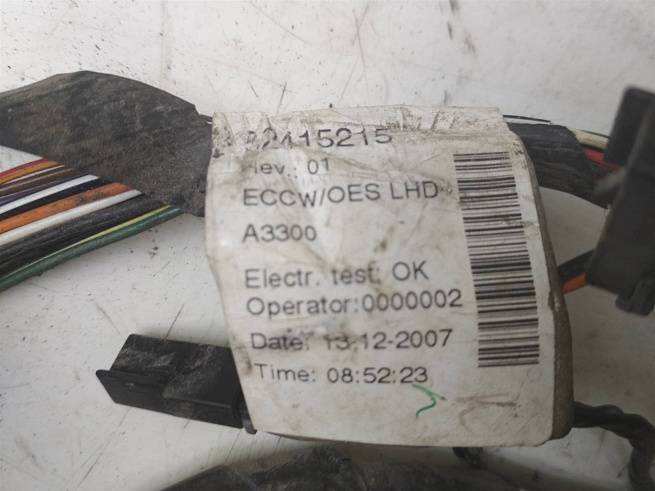 22415215
Rev.: 01
ECCW/OES LHD
A3300
Electr. test: OK
Operator:0000002
Date: 13-12-2007
Time: 08:52:23